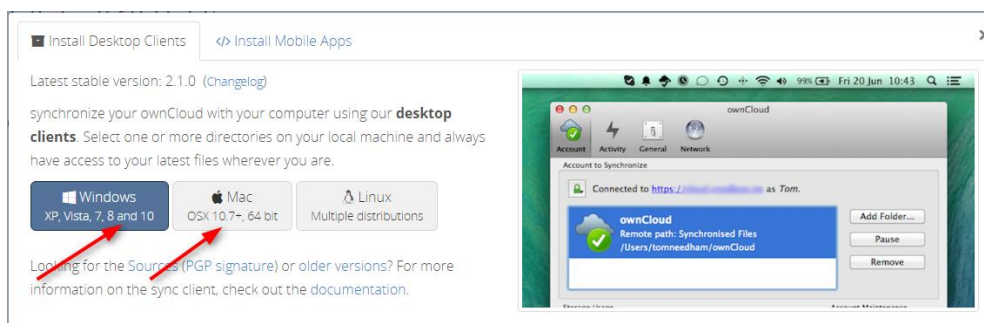 Install Desktop Clients
</> Install Mobile Apps
Latest stable version: 2.1.0 (Changelog)
synchronize your ownCloud with your computer using our desktop
clients. Select one or more directories on your local machine and always
have access to your latest files wherever you are.
Windows
XP, Vista, 7, 8 and 10
Mac
OSX 10.7+, 64 bit
Linux
Multiple distributions
Looking for the Sources (PGP signature) or older versions? For more
information on the sync client, check out the documentation.
99% Fri 20 Jun 10:43
ownCloud
Account Activity General Network
Account to Synchronize
Connected to https:/ as Tom.
ownCloud
Remote path: Synchronised Files
/Users/tomneedham/ownCloud
Add Folder...
Pause
Remove
Storage Usage
Account Maintenance